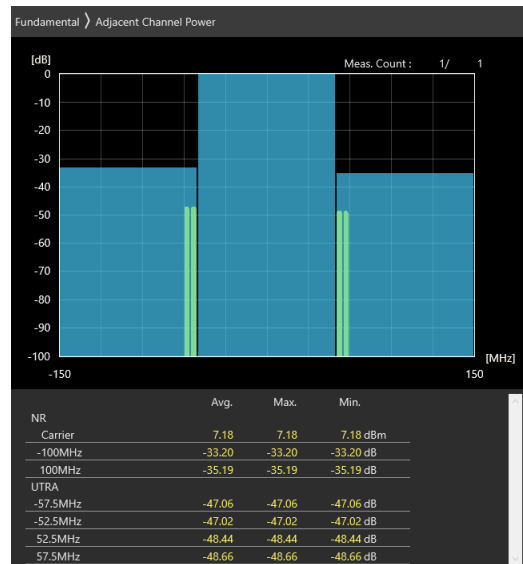 Fundamental 〉 Adjacent Channel Power
[dB]
Meas. Count : 1/ 1
0
-10
-20
-30
-40
-50
-60
-70
-80
-90
-100
[MHz]
-150 150
Avg. Max. Min.
NR
Carrier 7.18 7.18 7.18 dBm
-100MHz -33.20 -33.20 -33.20 dB
100MHz -35.19 -35.19 -35.19 dB
UTRA
-57.5MHz -47.06 -47.06 -47.06 dB
-52.5MHz -47.02 -47.02 -47.02 dB
52.5MHz -48.44 -48.44 -48.44 dB
57.5MHz -48.66 -48.66 -48.66 dB